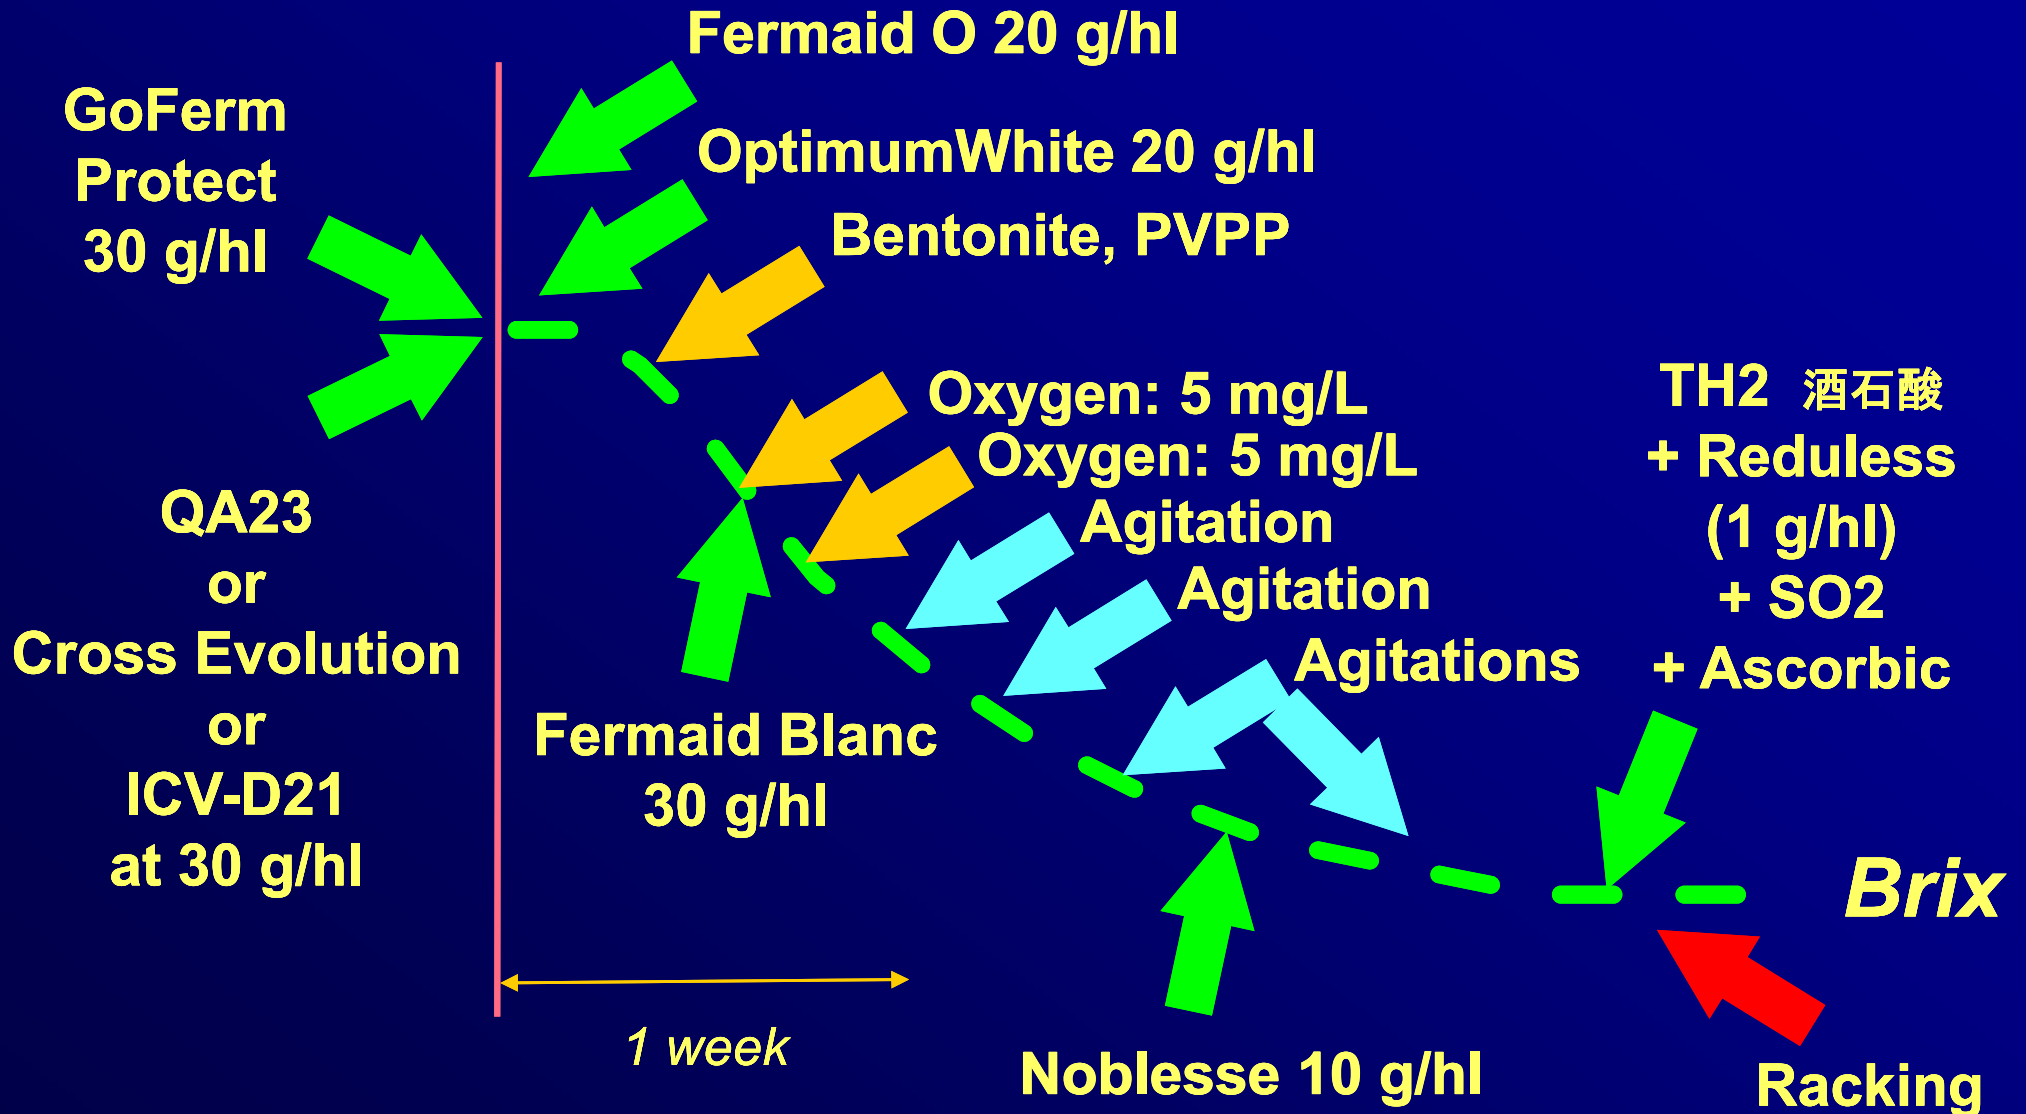 Fermaid O 20 g/hl
GoFerm
Protect
30 g/hl
OptimumWhite 20 g/hl
Bentonite, PVPP
Oxygen: 5 mg/L
Oxygen: 5 mg/L
Agitation
Agitation
Agitations
TH2 酒石酸
+ Reduless
(1 g/hl)
+ SO2
+ Ascorbic
QA23
or
Cross Evolution
or
ICV-D21
at 30 g/hl
Fermaid Blanc
30 g/hl
Brix
1 week
Noblesse 10 g/hl
Racking